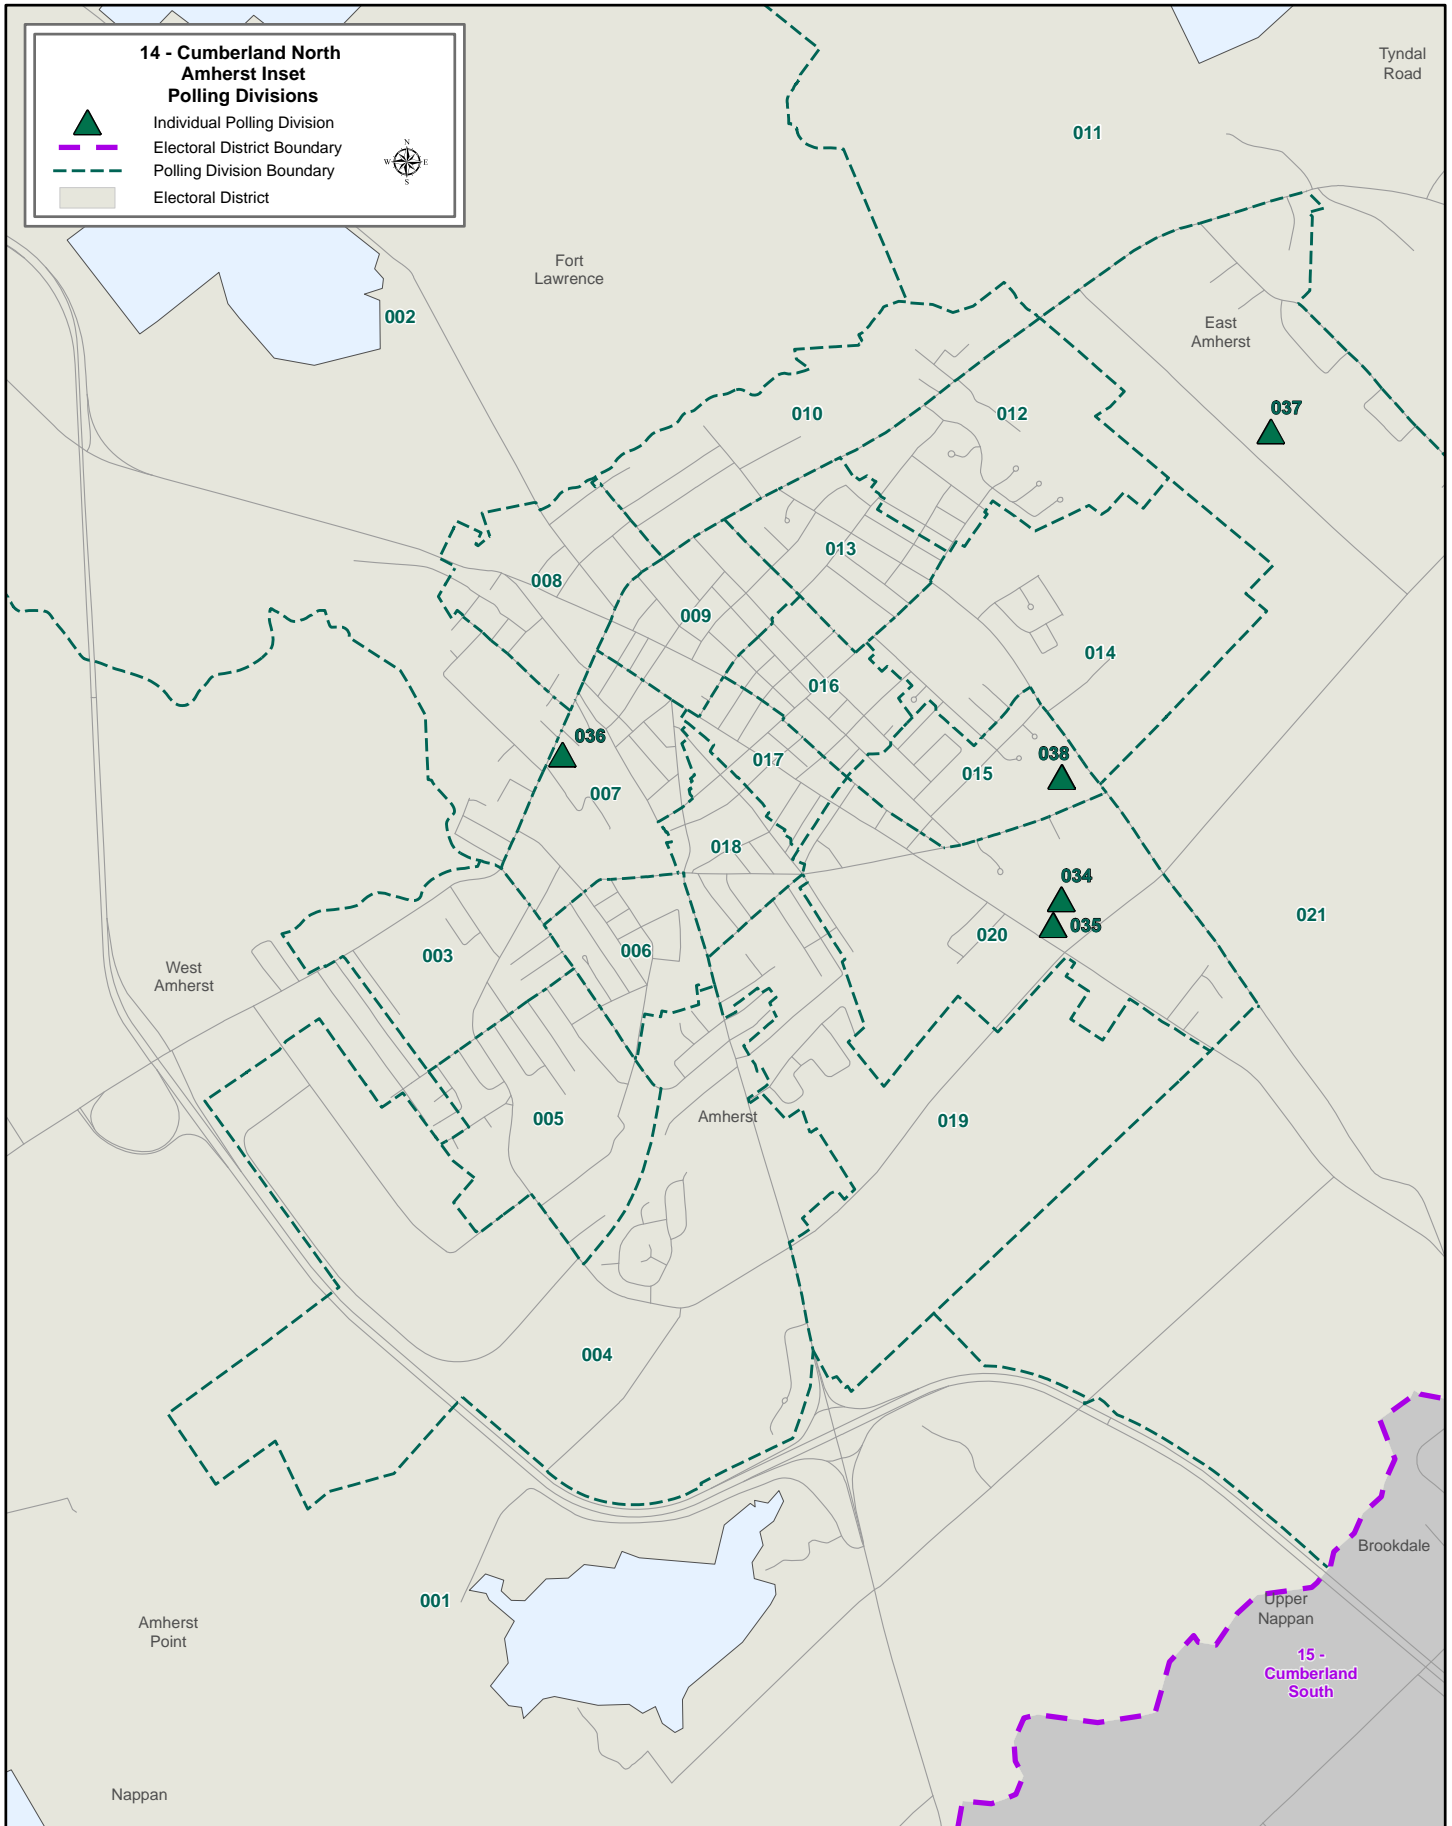 14 - Cumberland North
Amherst Inset
Polling Divisions
Individual Polling Division
Electoral District Boundary
Polling Division Boundary
Electoral District
N
W
E
S
Tyndal
Road
011
Fort
Lawrence
002
East
Amherst
037
010
012
013
008
009
014
016
036
038
017
015
007
018
034
035
020
021
003
006
West
Amherst
005
Amherst
019
004
Brookdale
001
Upper
Nappan
Amherst
Point
15 -
Cumberland
South
Nappan